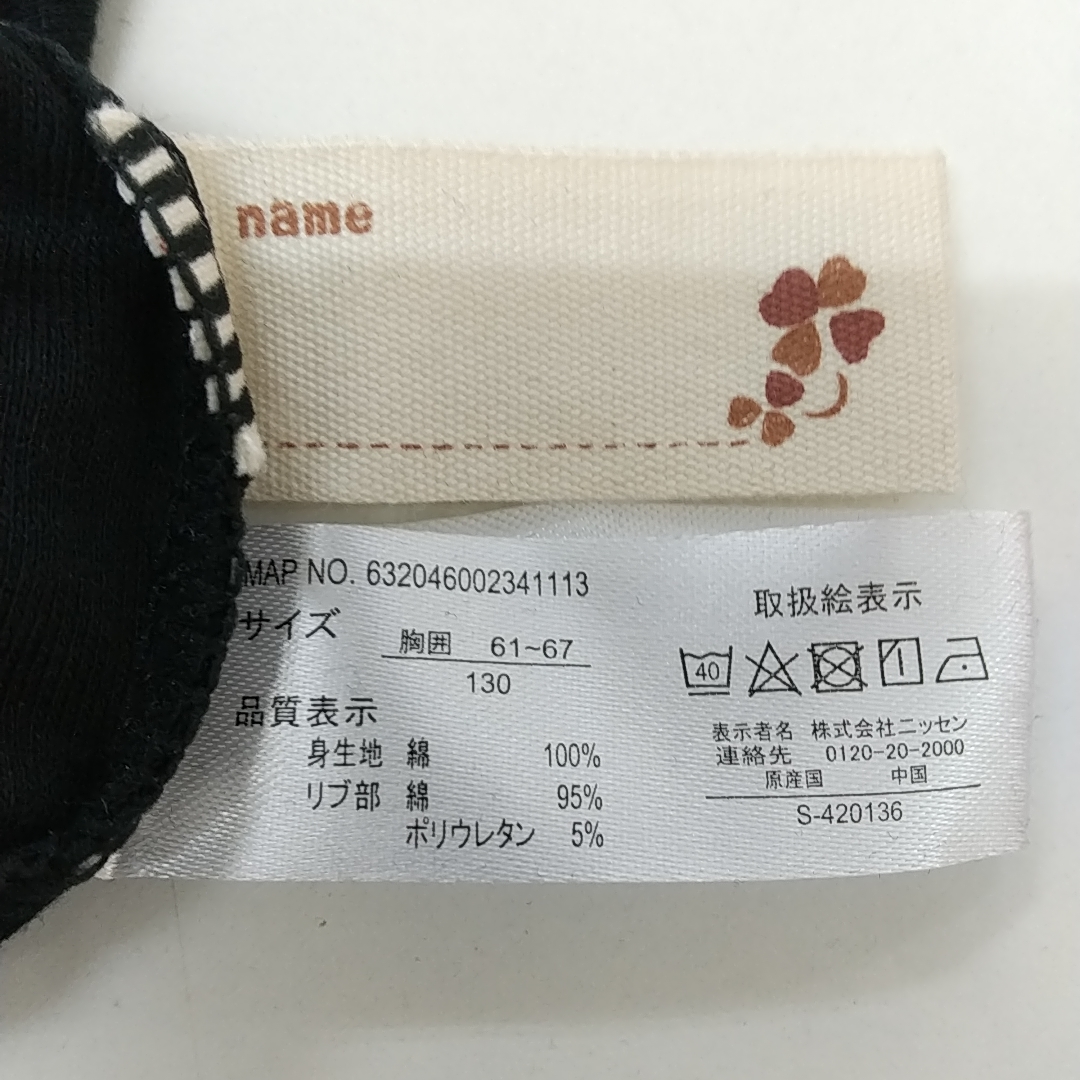 name
MAP NO. 632046002341113
サイズ
胸囲 61~67
130
品質表示
身生地 綿 100%
リブ部 綿 95%
ポリウレタン 5%
取扱絵表示
40
表示者名 株式会社ニッセン
連絡先 0120-20-2000
原産国 中国
S-420136